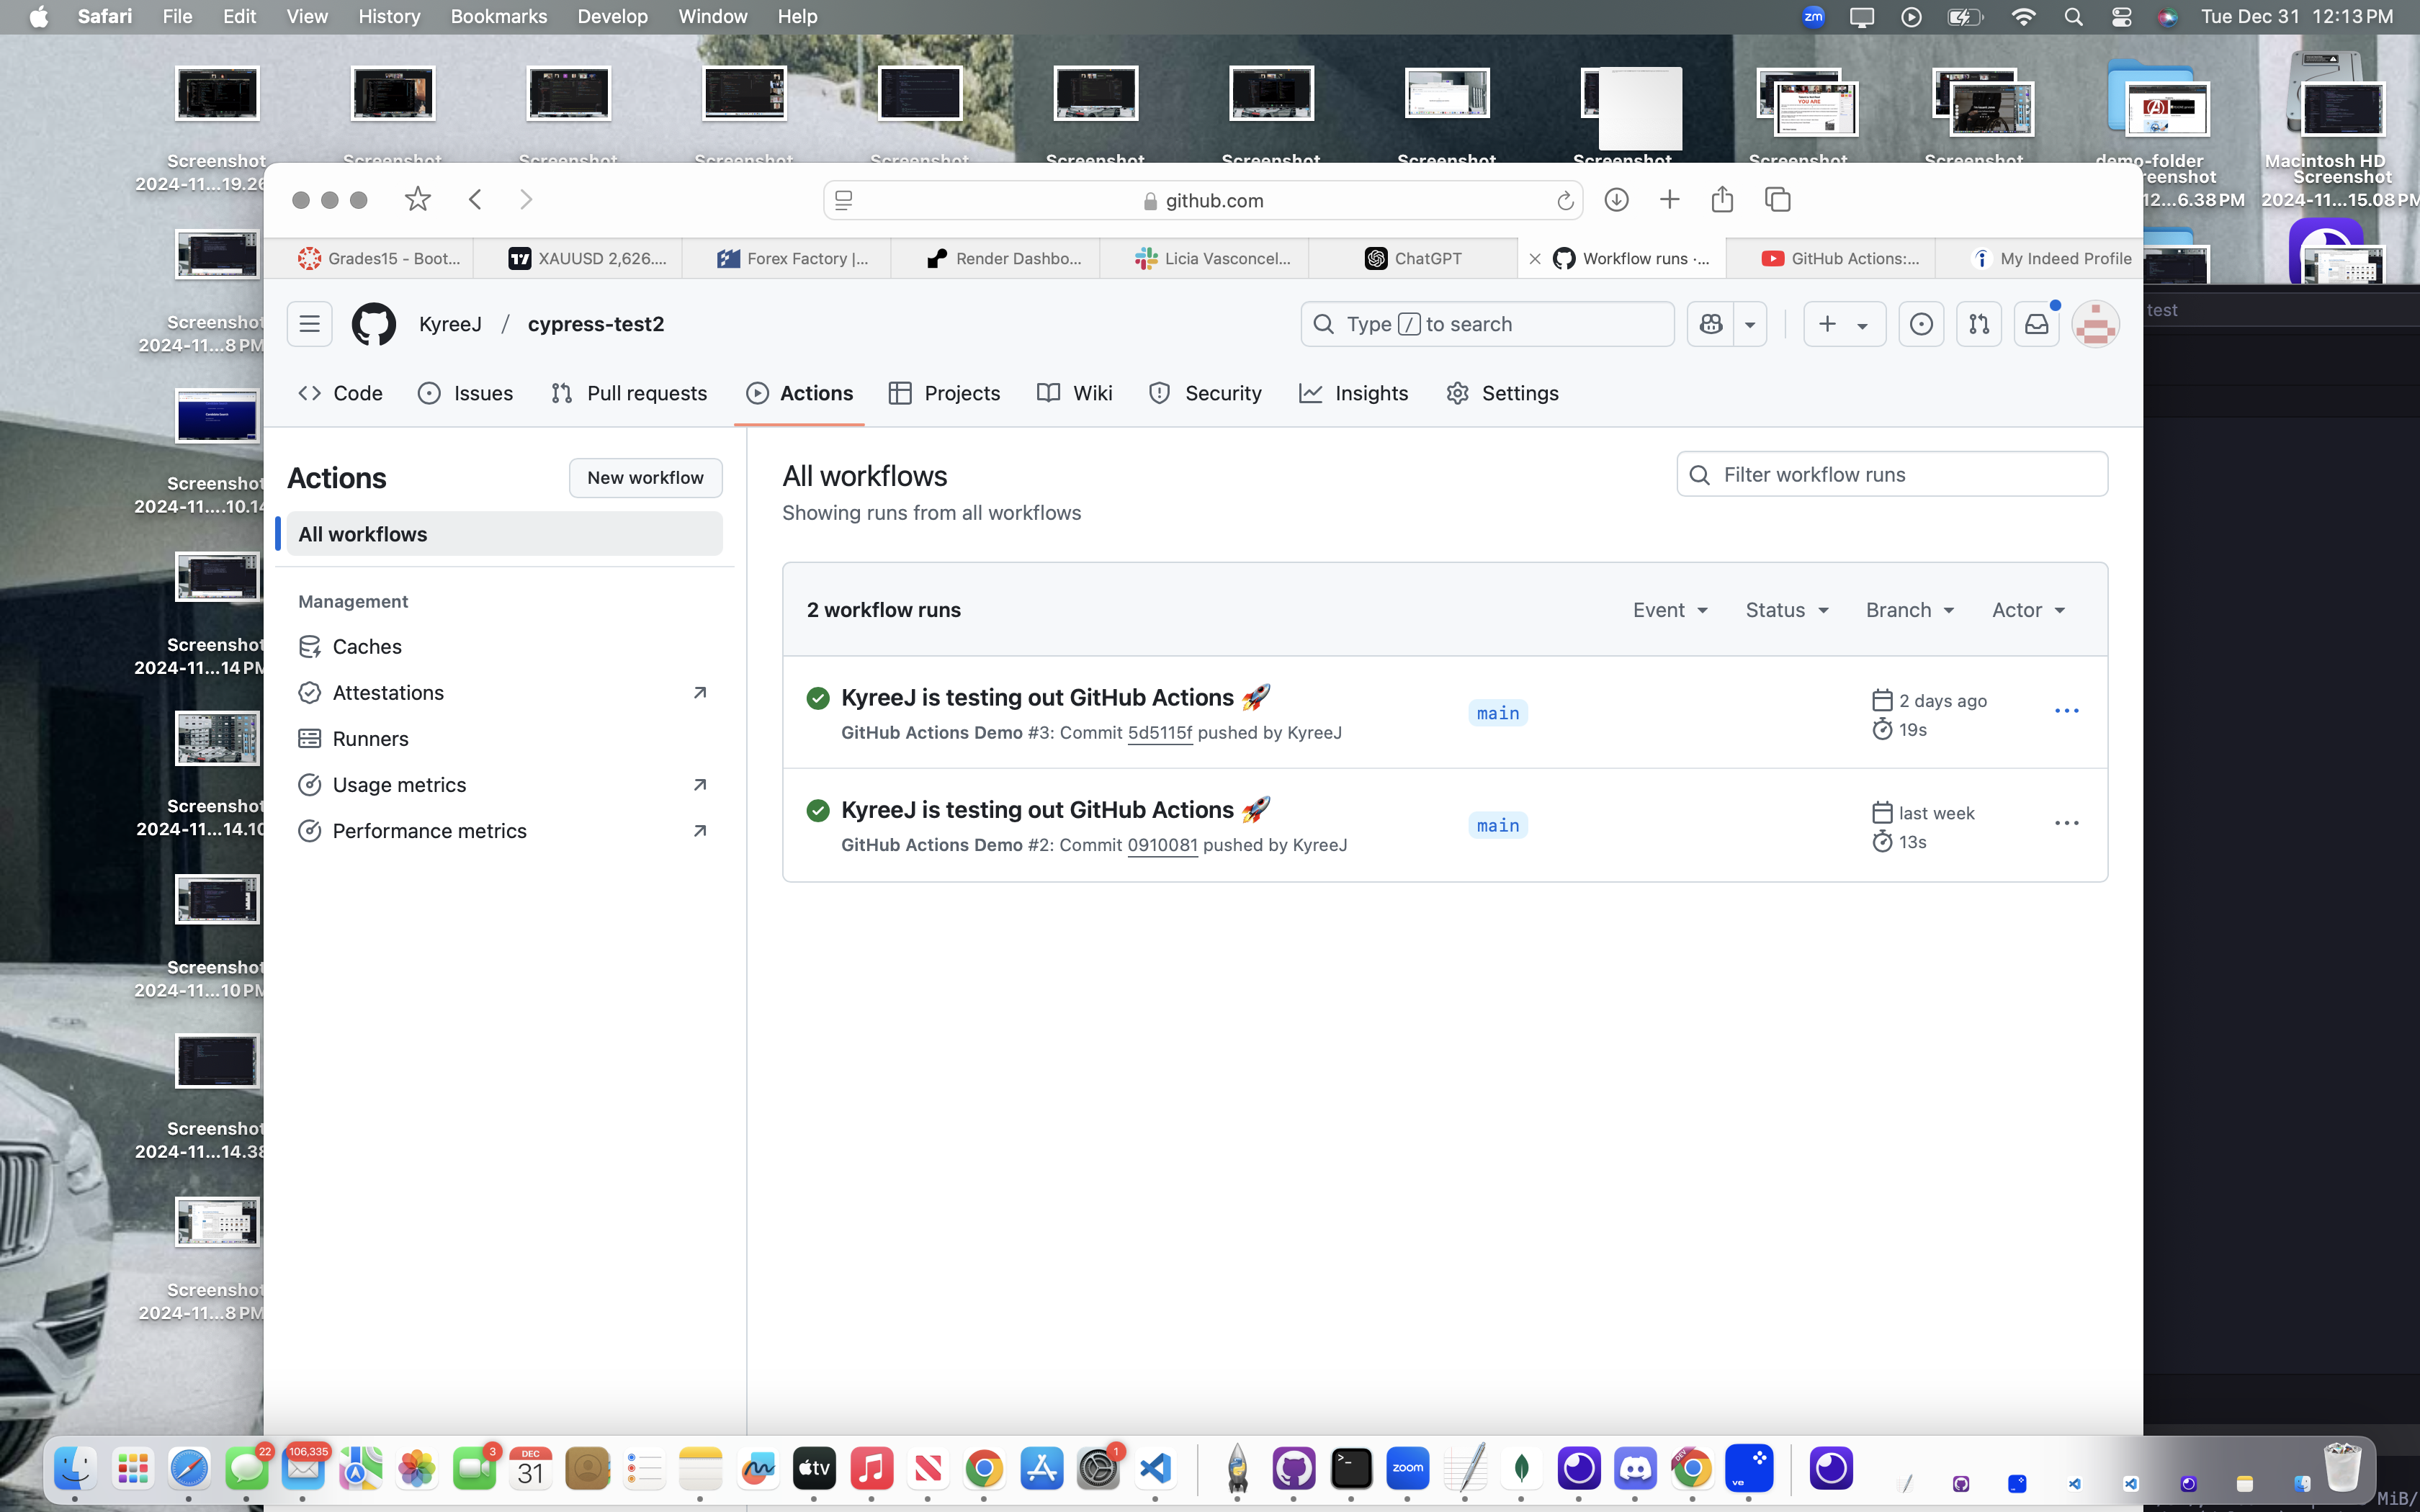 Safari File Edit View History Bookmarks Develop Window Help
zm Tue Dec 31 12:13 PM
Screenshot 2024-11...19.26
Screenshot
Screenshot
Screenshot
Screenshot
Screenshot
Screenshot
Screenshot
Screenshot
Screenshot
Screenshot
demo-folder
Macintosh HD
Screenshot
2024-11...15.08 PM
12...6.38 PM
YOU ARE
github.com
Grades15 - Boot...
XAUUSD 2,626....
Forex Factory |...
Render Dashbo...
Licia Vasconcel...
ChatGPT
Workflow runs ·...
GitHub Actions:...
My Indeed Profile
test
KyreeJ / cypress-test2
Type / to search
Code Issues Pull requests Actions Projects Wiki Security Insights Settings
Actions
New workflow
All workflows
Management
Caches
Attestations
Runners
Usage metrics
Performance metrics
All workflows
Showing runs from all workflows
Filter workflow runs
2 workflow runs
Event Status Branch Actor
KyreeJ is testing out GitHub Actions 🚀
GitHub Actions Demo #3: Commit 5d5115f pushed by KyreeJ
main
2 days ago
19s
KyreeJ is testing out GitHub Actions 🚀
GitHub Actions Demo #2: Commit 0910081 pushed by KyreeJ
main
last week
13s
Screenshot
2024-11...8 PM
Screenshot
2024-11....10.14
Screenshot
2024-11...14 PM
Screenshot
2024-11...14.10
Screenshot
2024-11...10 PM
Screenshot
2024-11...14.38
Screenshot
2024-11...8 PM
22
106,335
3
DEC
31
tv
1
zoom
ve
MiB/